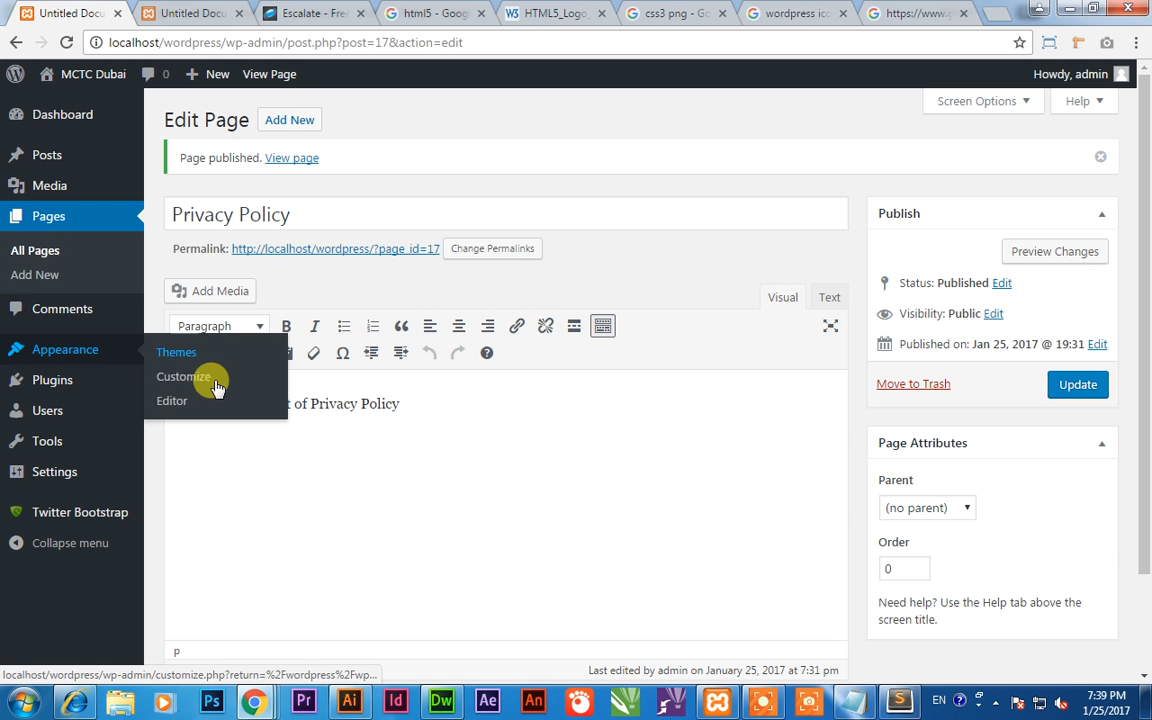 Untitled Docu
Untitled Docu
Escalate - Fre
html5 - Goog
HTML5_Logo_
css3 png - Go
wordpress ico
https://www.g
localhost/wordpress/wp-admin/post.php?post=17&action=edit
MCTC Dubai
0
New
View Page
Howdy, admin
Dashboard
Posts
Media
Pages
All Pages
Add New
Comments
Appearance
Plugins
Users
Tools
Settings
Twitter Bootstrap
Collapse menu
Themes
Customize
Editor
Screen Options
Help
Edit Page
Add New
Page published. View page
Privacy Policy
Permalink: http://localhost/wordpress/?page_id=17 Change Permalinks
Add Media
Visual
Text
Paragraph
of Privacy Policy
p
Last edited by admin on January 25, 2017 at 7:31 pm
Publish
Preview Changes
Status: Published Edit
Visibility: Public Edit
Published on: Jan 25, 2017 @ 19:31 Edit
Move to Trash
Update
Page Attributes
Parent
(no parent)
Order
0
Need help? Use the Help tab above the
screen title.
localhost/wordpress/wp-admin/customize.php?return=%2Fwordpress%2Fwp...
EN
7:39 PM
1/25/2017